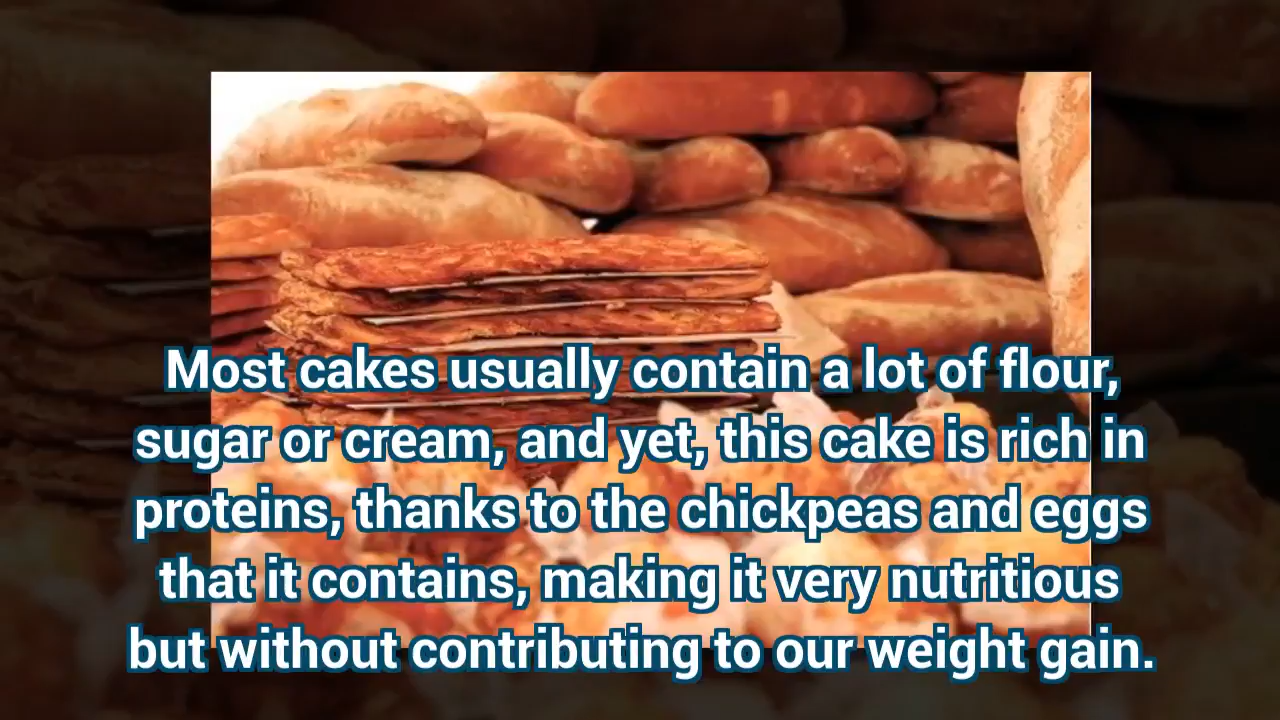 Most cakes usually contain a lot of flour,
sugar or cream, and yet, this cake is rich in
proteins, thanks to the chickpeas and eggs
that it contains, making it very nutritious
but without contributing to our weight gain.